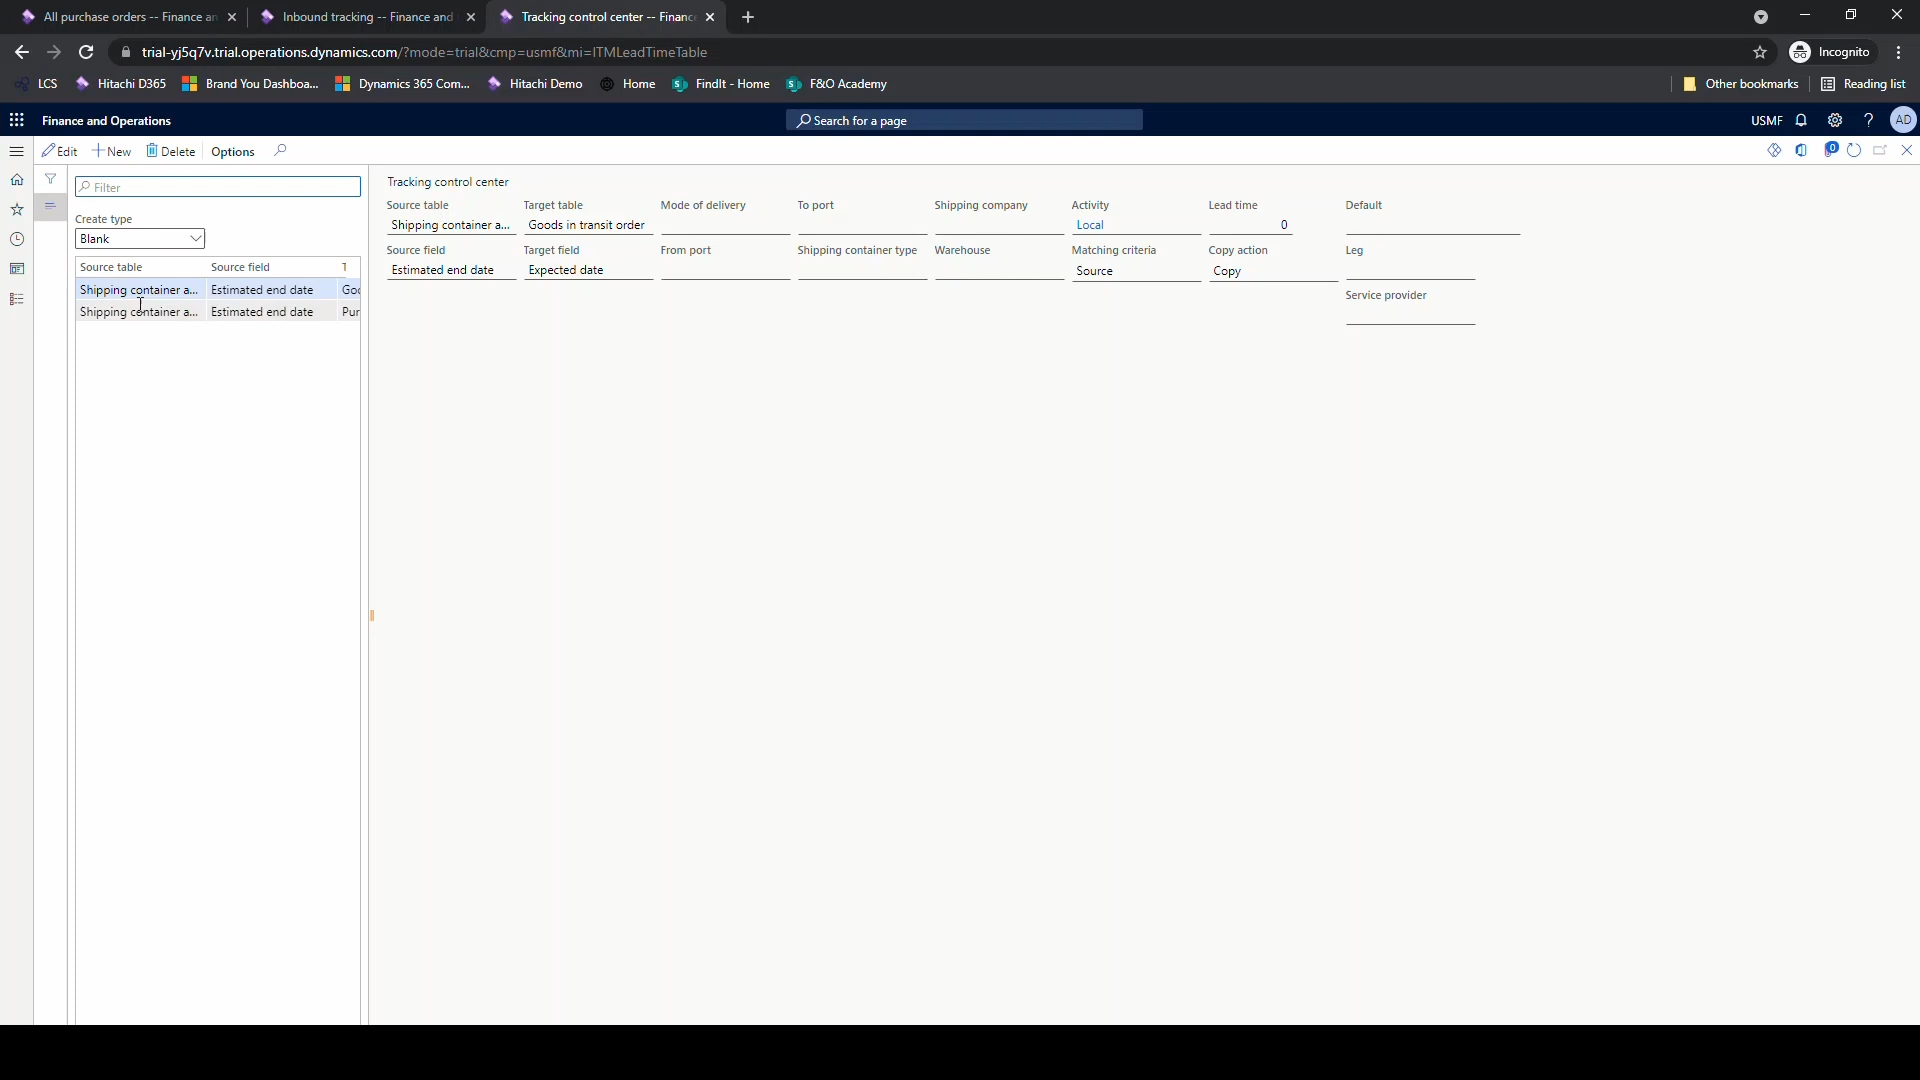 All purchase orders -- Finance an
Inbound tracking -- Finance and
Tracking control center -- Financ
trial-yj5q7v.trial.operations.dynamics.com/?mode=trial&cmp=usmf&mi=ITMLeadTimeTable
Incognito
LCS
Hitachi D365
Brand You Dashboa...
Dynamics 365 Com...
Hitachi Demo
Home
FindIt - Home
F&O Academy
Other bookmarks
Reading list
Finance and Operations
Search for a page
USMF
AD
Edit
New
Delete
Options
0
Filter
Create type
Blank
Source table Source field T
Shipping container a... Estimated end date Goo
Shipping container a... Estimated end date Pur
Tracking control center
Source table Target table Mode of delivery To port Shipping company Activity Lead time Default
Shipping container a... Goods in transit order Local 0
Source field Target field From port Shipping container type Warehouse Matching criteria Copy action Leg
Estimated end date Expected date Source Copy
Service provider